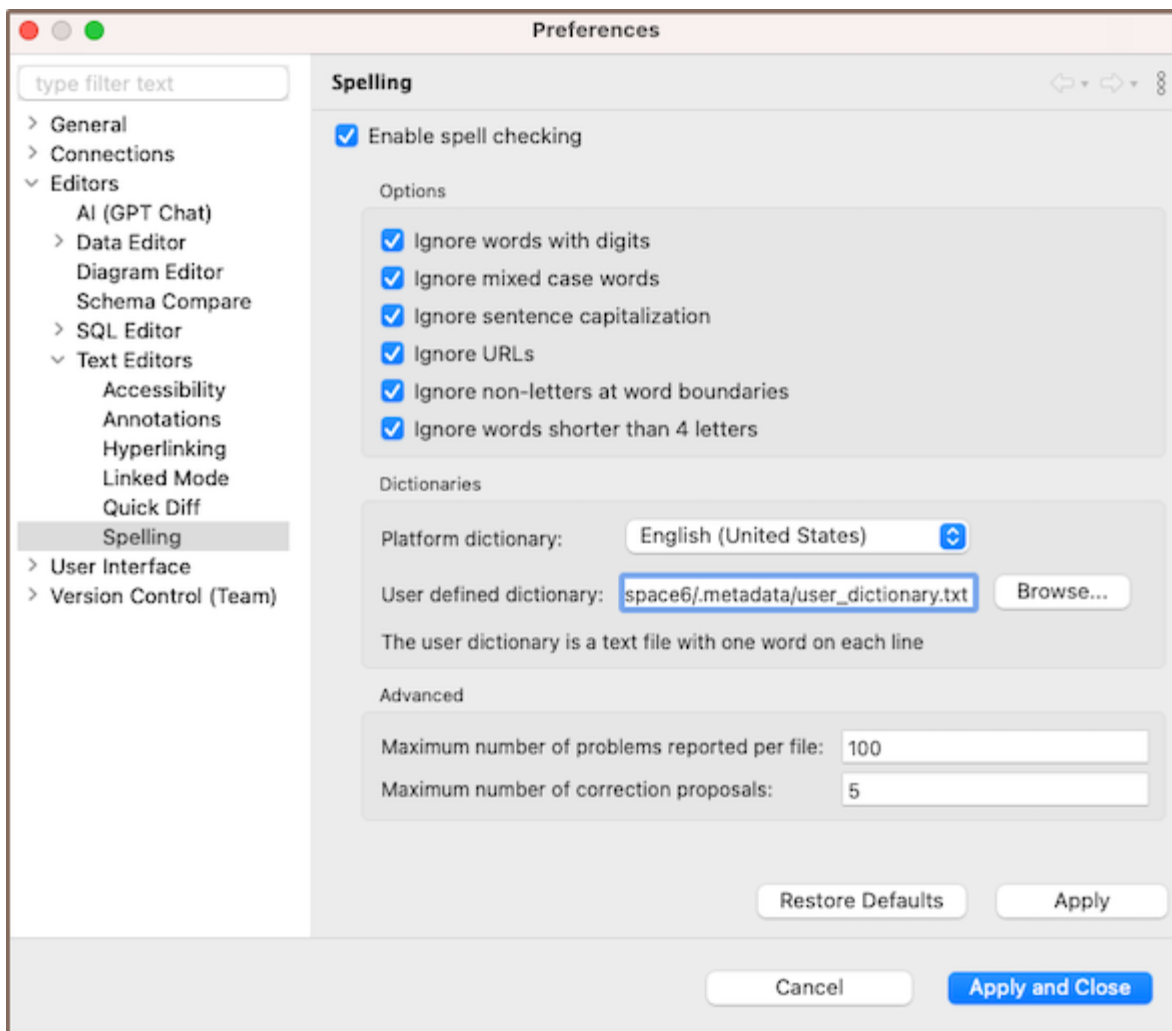 Preferences
type filter text
General
Connections
Editors
AI (GPT Chat)
Data Editor
Diagram Editor
Schema Compare
SQL Editor
Text Editors
Accessibility
Annotations
Hyperlinking
Linked Mode
Quick Diff
Spelling
User Interface
Version Control (Team)
Spelling
Enable spell checking
Options
Ignore words with digits
Ignore mixed case words
Ignore sentence capitalization
Ignore URLs
Ignore non-letters at word boundaries
Ignore words shorter than 4 letters
Dictionaries
Platform dictionary: English (United States)
User defined dictionary: space6/.metadata/user_dictionary.txt Browse...
The user dictionary is a text file with one word on each line
Advanced
Maximum number of problems reported per file: 100
Maximum number of correction proposals: 5
Restore Defaults Apply
Cancel Apply and Close